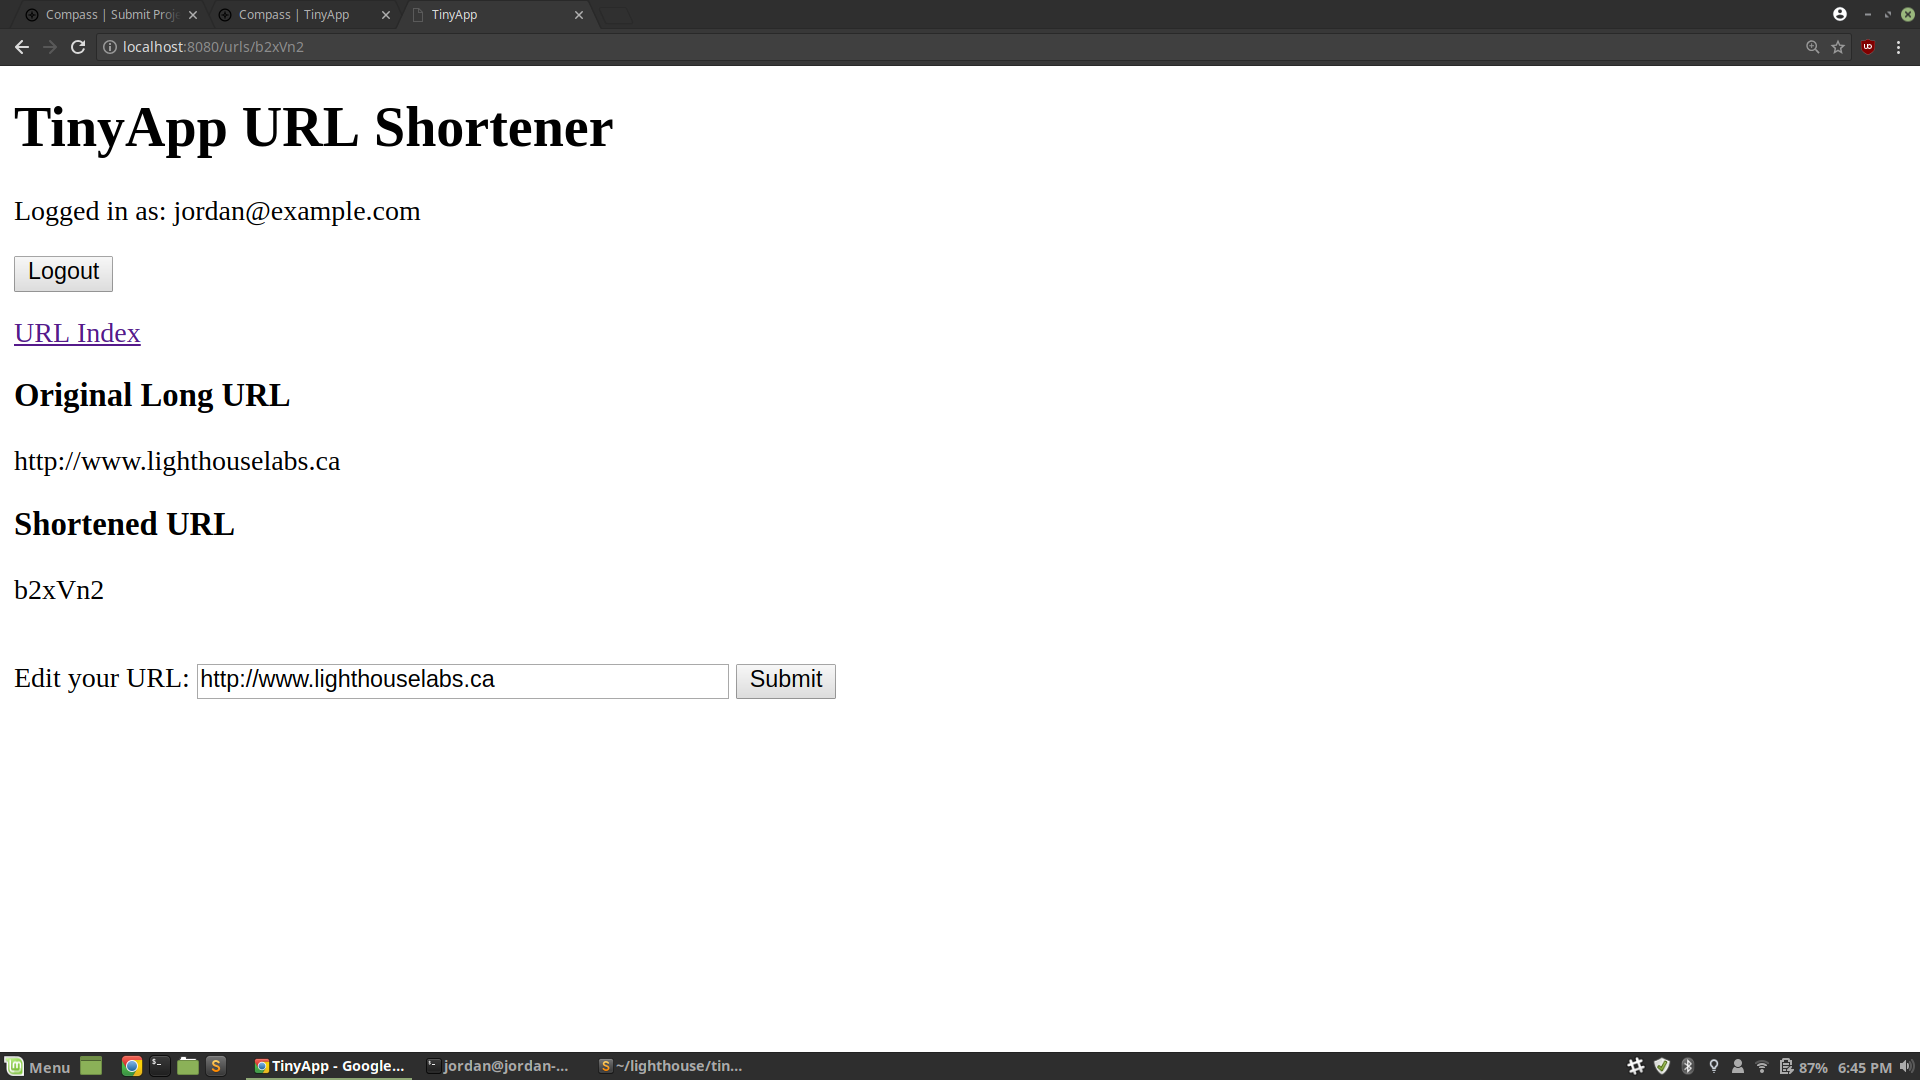 Compass | Submit Proje
Compass | TinyApp
TinyApp
localhost:8080/urls/b2xVn2
TinyApp URL Shortener
Logged in as: jordan@example.com
Logout
URL Index
Original Long URL
http://www.lighthouselabs.ca
Shortened URL
b2xVn2
Edit your URL: http://www.lighthouselabs.ca Submit
Menu
TinyApp - Google...
jordan@jordan-...
~/lighthouse/tin...
87%
6:45 PM